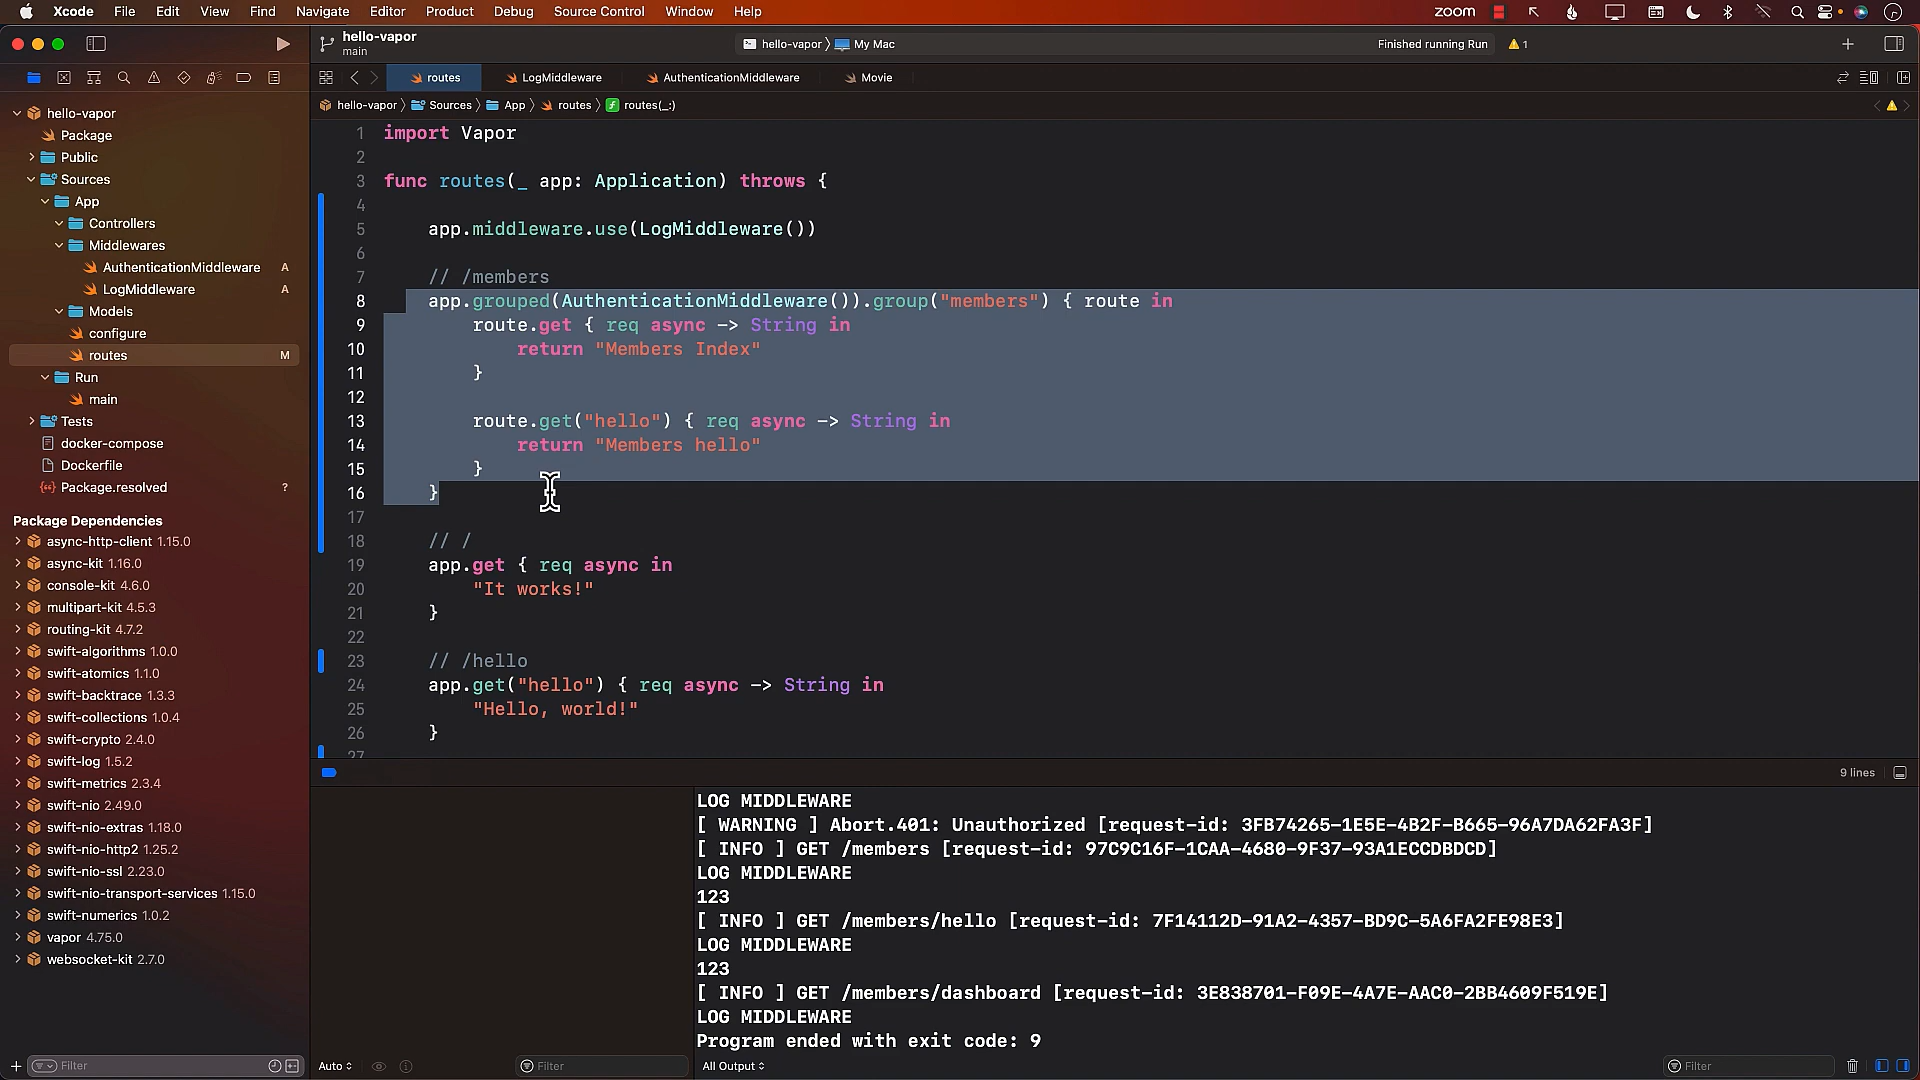 Xcode File Edit View Find Navigate Editor Product Debug Source Control Window Help
zoom
hello-vapor
main
hello-vapor
My Mac
Finished running Run
1
routes
LogMiddleware
AuthenticationMiddleware
Movie
hello-vapor
Sources
App
routes
routes(_:)
hello-vapor
Package
Public
Sources
App
Controllers
Middlewares
AuthenticationMiddleware A
LogMiddleware A
Models
configure
routes M
Run
main
Tests
docker-compose
Dockerfile
Package.resolved ?
Package Dependencies
async-http-client 1.15.0
async-kit 1.16.0
console-kit 4.6.0
multipart-kit 4.5.3
routing-kit 4.7.2
swift-algorithms 1.0.0
swift-atomics 1.1.0
swift-backtrace 1.3.3
swift-collections 1.0.4
swift-crypto 2.4.0
swift-log 1.5.2
swift-metrics 2.3.4
swift-nio 2.49.0
swift-nio-extras 1.18.0
swift-nio-http2 1.25.2
swift-nio-ssl 2.23.0
swift-nio-transport-services 1.15.0
swift-numerics 1.0.2
vapor 4.75.0
websocket-kit 2.7.0
Filter
1 import Vapor
2
3 func routes(_ app: Application) throws {
4
5 app.middleware.use(LogMiddleware())
6
7 // /members
8 app.grouped(AuthenticationMiddleware()).group("members") { route in
9 route.get { req async -> String in
10 return "Members Index"
11 }
12
13 route.get("hello") { req async -> String in
14 return "Members hello"
15 }
16 }
17
18 // /
19 app.get { req async in
20 "It works!"
21 }
22
23 // /hello
24 app.get("hello") { req async -> String in
25 "Hello, world!"
26 }
27
9 lines
LOG MIDDLEWARE
[ WARNING ] Abort.401: Unauthorized [request-id: 3FB74265-1E5E-4B2F-B665-96A7DA62FA3F]
[ INFO ] GET /members [request-id: 97C9C16F-1CAA-4680-9F37-93A1ECCDBDCD]
LOG MIDDLEWARE
123
[ INFO ] GET /members/hello [request-id: 7F14112D-91A2-4357-BD9C-5A6FA2FE98E3]
LOG MIDDLEWARE
123
[ INFO ] GET /members/dashboard [request-id: 3E838701-F09E-4A7E-AAC0-2BB4609F519E]
LOG MIDDLEWARE
Program ended with exit code: 9
Auto
Filter
All Output
Filter